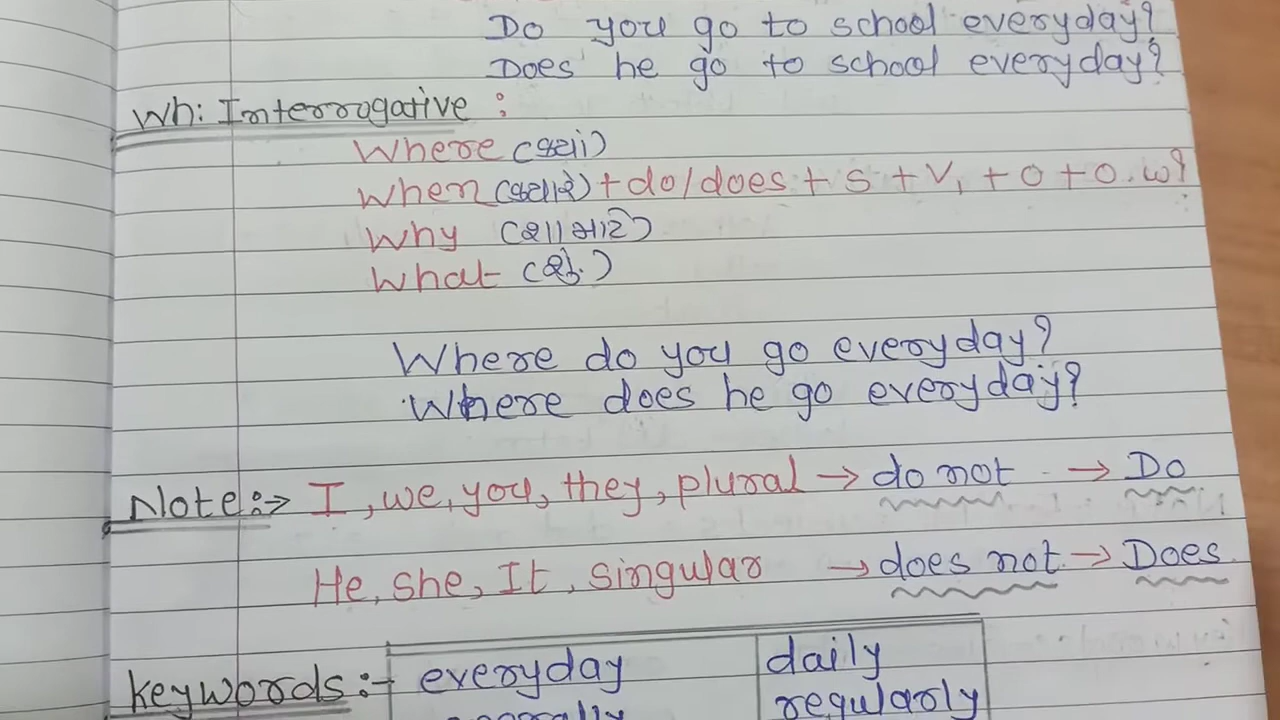 Do you go to school everyday?
Does he go to school everyday?
Wh: Interrogative :
Where (ક્યાં)
When (ક્યારે) + do/does + S + V₁ + O + O.W?
Why (શા માટે)
What (શું)
Where do you go everyday?
Where does he go everyday?
Note:→ I, we, you, they, plural → do not → Do
He, she, It, singular → does not → Does
Keywords:- everyday daily
regularly